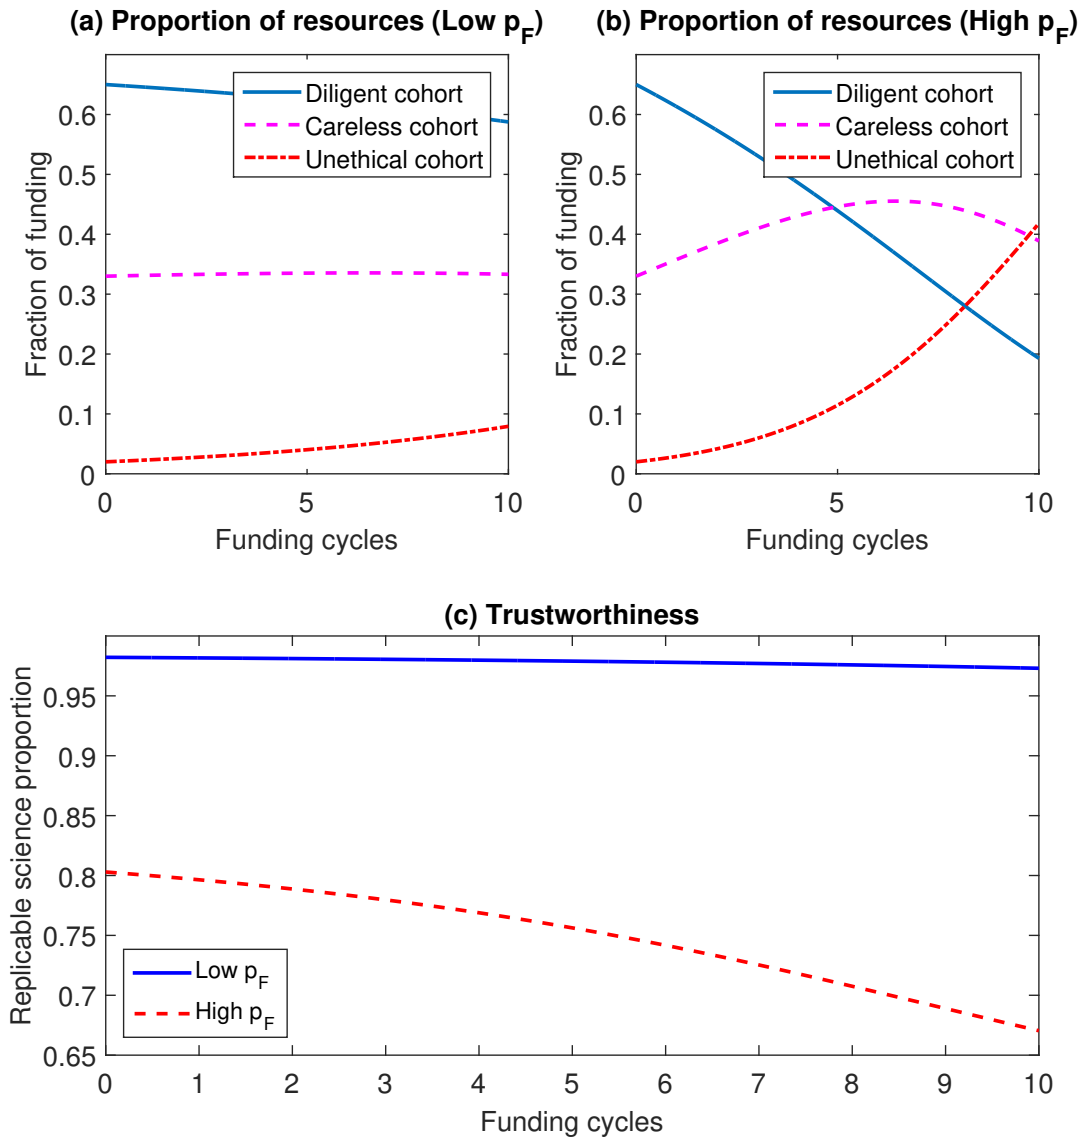 (a) Proportion of resources (Low p_F)
Fraction of funding
0.6
0.5
0.4
0.3
0.2
0.1
0
Diligent cohort
Careless cohort
Unethical cohort
0 5 10
Funding cycles
(b) Proportion of resources (High p_F)
Fraction of funding
0.6
0.5
0.4
0.3
0.2
0.1
0
Diligent cohort
Careless cohort
Unethical cohort
0 5 10
Funding cycles
(c) Trustworthiness
Replicable science proportion
0.95
0.9
0.85
0.8
0.75
0.7
0.65
Low p_F
High p_F
0 1 2 3 4 5 6 7 8 9 10
Funding cycles